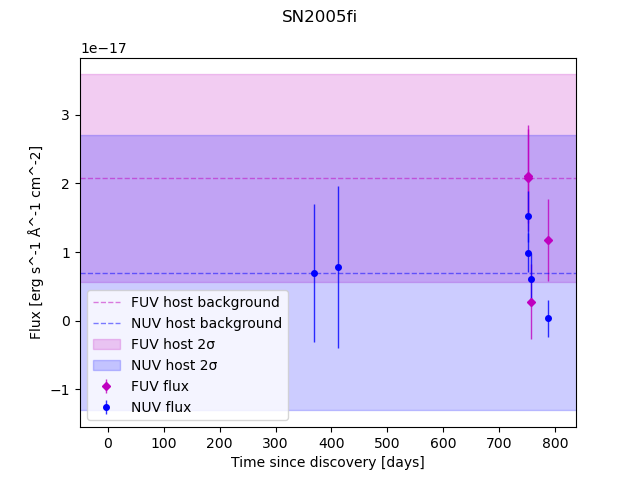 SN2005fi
1e−17
3
2
1
0
−1
Flux [erg s^-1 Å^-1 cm^-2]
FUV host background
NUV host background
FUV host 2σ
NUV host 2σ
FUV flux
NUV flux
0 100 200 300 400 500 600 700 800
Time since discovery [days]